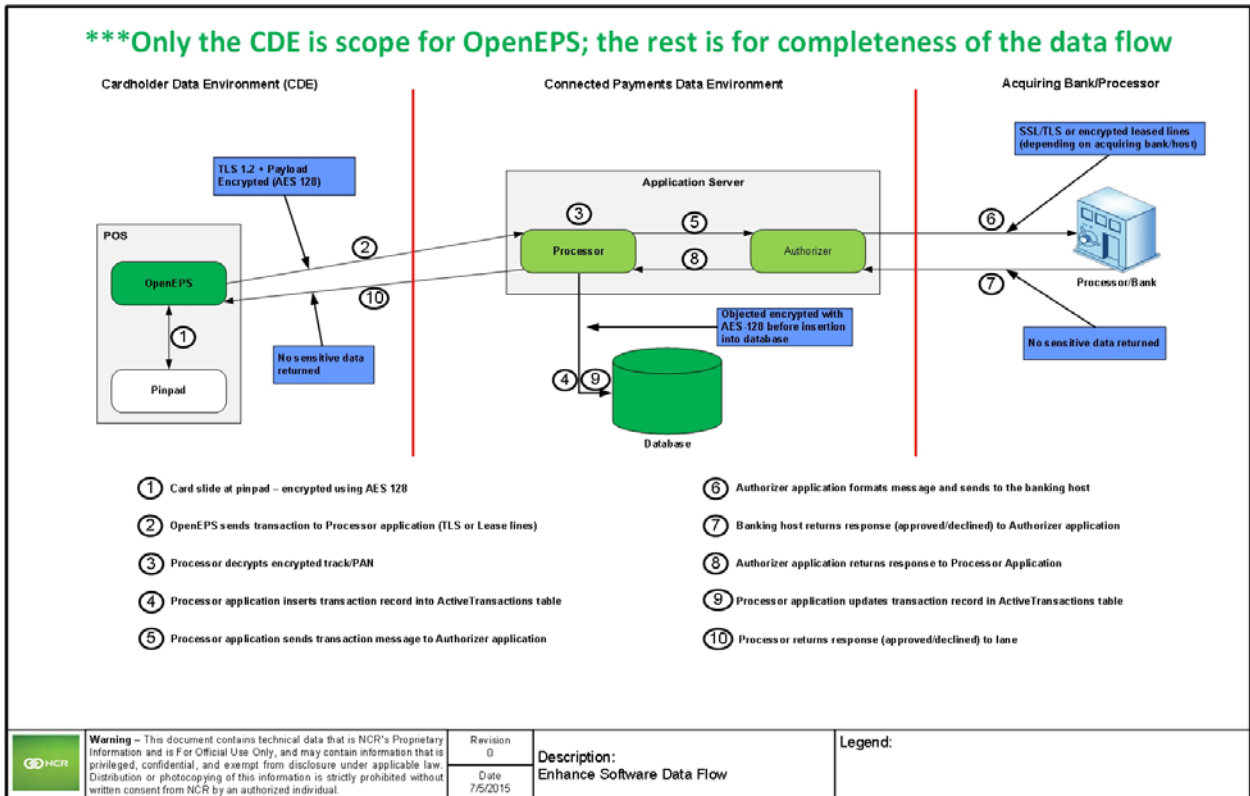 ***Only the CDE is scope for OpenEPS; the rest is for completeness of the data flow
Cardholder Data Environment (CDE)
Connected Payments Data Environment
Acquiring Bank/Processor
TLS 1.2 + Payload
Encrypted (AES 128)
SSL/TLS or encrypted leased lines
(depending on acquiring bank/host)
Application Server
POS
OpenEPS
Pinpad
1
2
10
No sensitive data
returned
3
Processor
5
8
Authorizer
6
7
Processor/Bank
Objected encrypted with
AES-128 before insertion
into database
No sensitive data returned
4
9
Database
1 Card slide at pinpad – encrypted using AES 128
2 OpenEPS sends transaction to Processor application (TLS or Lease lines)
3 Processor decrypts encrypted track/PAN
4 Processor application inserts transaction record into ActiveTransactions table
5 Processor application sends transaction message to Authorizer application
6 Authorizer application formats message and sends to the banking host
7 Banking host returns response (approved/declined) to Authorizer application
8 Authorizer application returns response to Processor Application
9 Processor application updates transaction record in ActiveTransactions table
10 Processor returns response (approved/declined) to lane
NCR
Warning – This document contains technical data that is NCR's Proprietary
Information and is For Official Use Only, and may contain information that is
privileged, confidential, and exempt from disclosure under applicable law.
Distribution or photocopying of this information is strictly prohibited without
written consent from NCR by an authorized individual.
Revision
0
Date
7/5/2015
Description:
Enhance Software Data Flow
Legend: